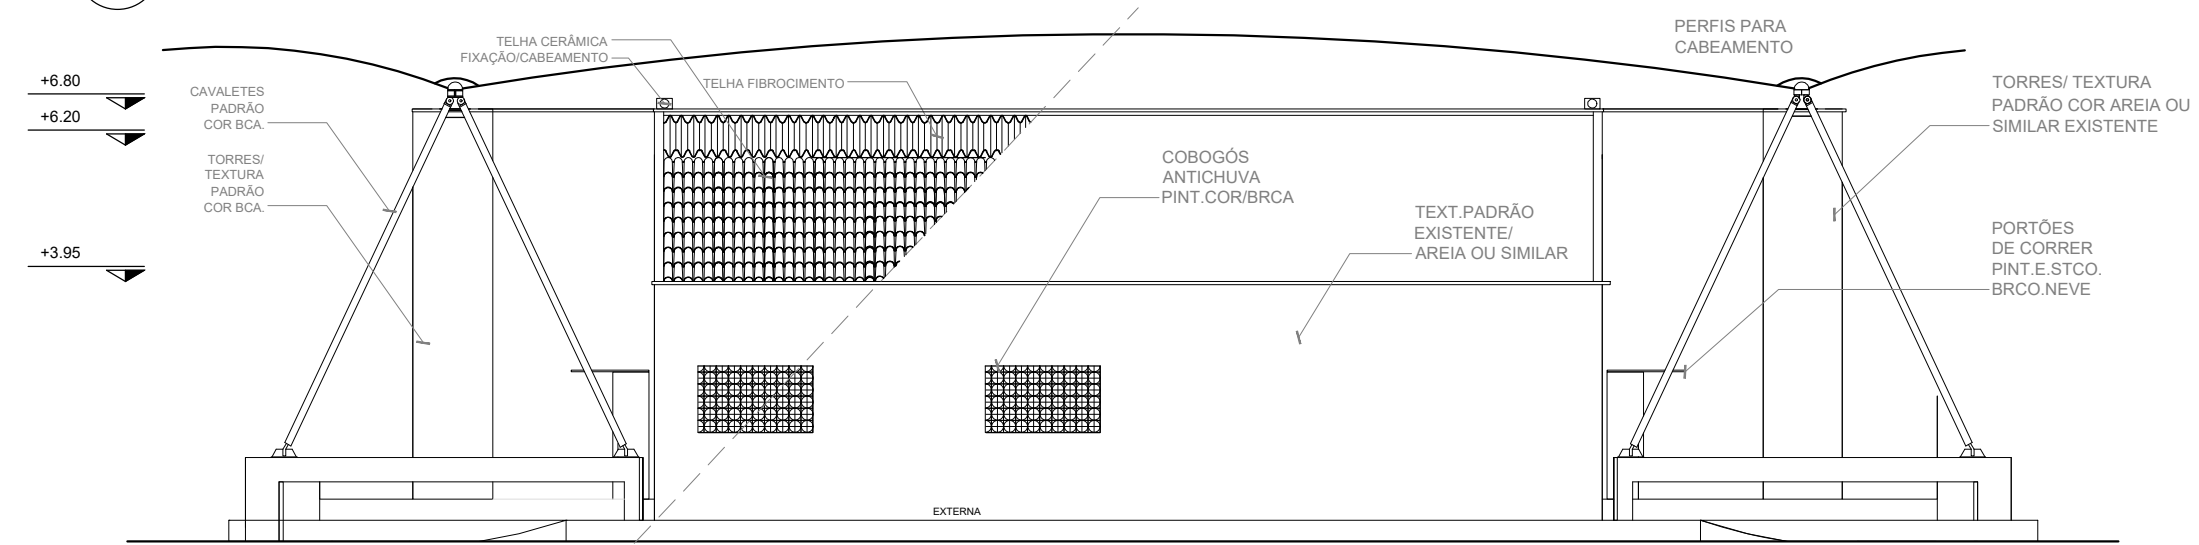 +6.80
+6.20
+3.95
CAVALETES
PADRÃO
COR BCA.
TORRES/
TEXTURA
PADRÃO
COR BCA.
TELHA CERÂMICA
FIXAÇÃO/CABEAMENTO
TELHA FIBROCIMENTO
COBOGÓS
ANTICHUVA
PINT.COR/BRCA
TEXT.PADRÃO
EXISTENTE/
AREIA OU SIMILAR
PERFIS PARA
CABEAMENTO
TORRES/ TEXTURA
PADRÃO COR AREIA OU
SIMILAR EXISTENTE
PORTÕES
DE CORRER
PINT.E.STCO.
BRCO.NEVE
EXTERNA